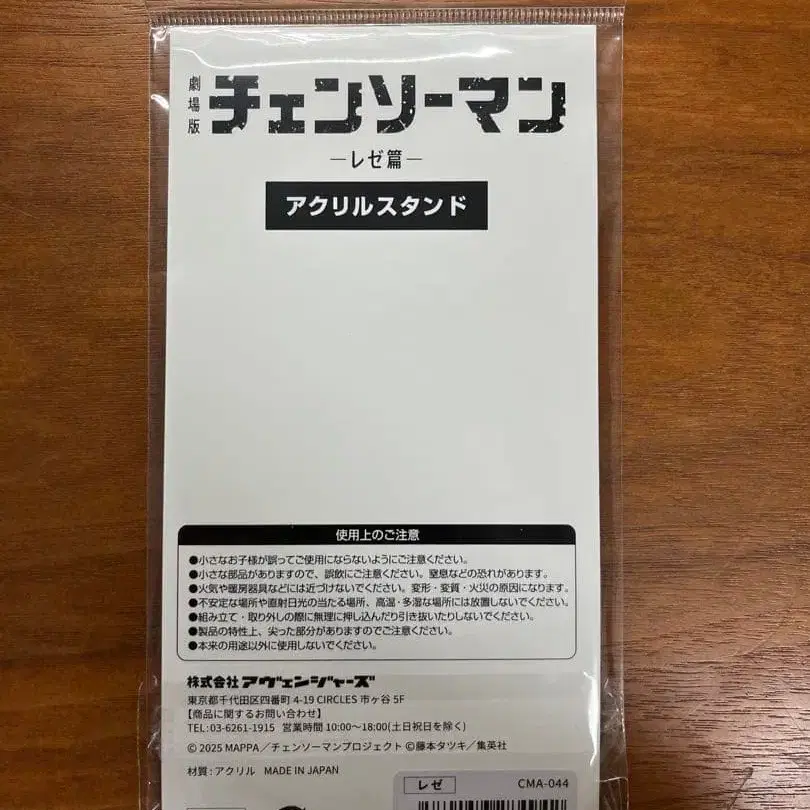 劇場版
チェンソーマン
―レゼ篇―
アクリルスタンド
使用上のご注意
●小さなお子様が誤ってご使用にならないようにご注意ください。
●小さな部品がありますので、誤飲にご注意ください。窒息などの恐れがあります。
●火気や暖房器具などには近づけないでください。変形・変質・火災の原因になります。
●不安定な場所や直射日光の当たる場所、高温・多湿な場所には放置しないでください。
●組み立て・取り外しの際に無理に押し込んだり引き抜いたりしないでください。
●製品の特性上、尖った部分がありますのでご注意ください。
●本来の用途以外に使用しないでください。
株式会社アヴェンジャーズ
東京都千代田区四番町 4-19 CIRCLES 市ヶ谷 5F
【商品に関するお問い合わせ】
TEL:03-6261-1915 営業時間 10:00～18:00(土日祝日を除く)
© 2025 MAPPA／チェンソーマンプロジェクト ©藤本タツキ／集英社
材質:アクリル MADE IN JAPAN
レゼ CMA-044